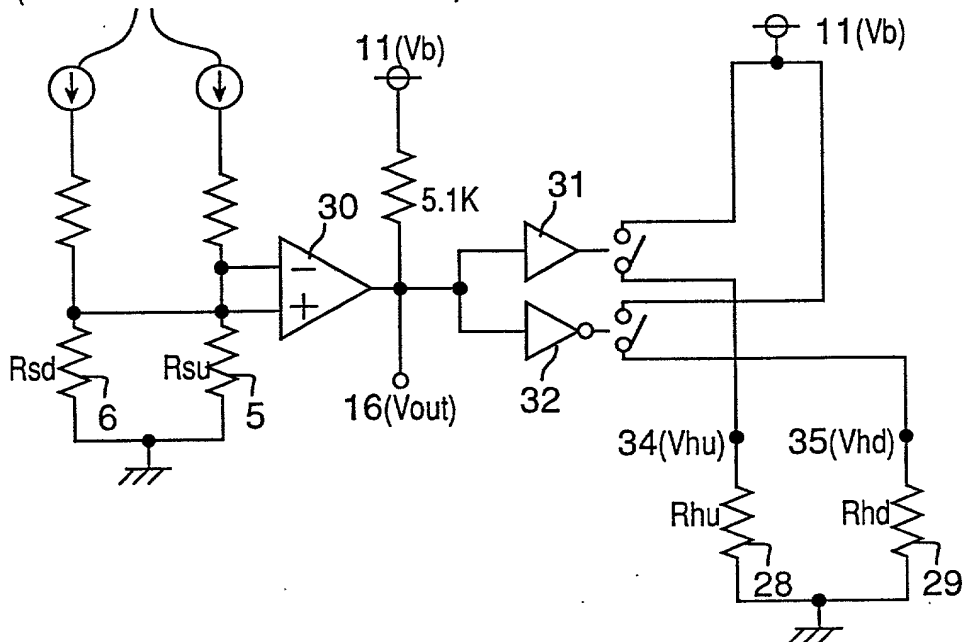 11(Vb)
11(Vb)
30
31
5.1K
−
+
Rsd
Rsu
6
5
16(Vout)
32
34(Vhu)
35(Vhd)
Rhu
Rhd
28
29